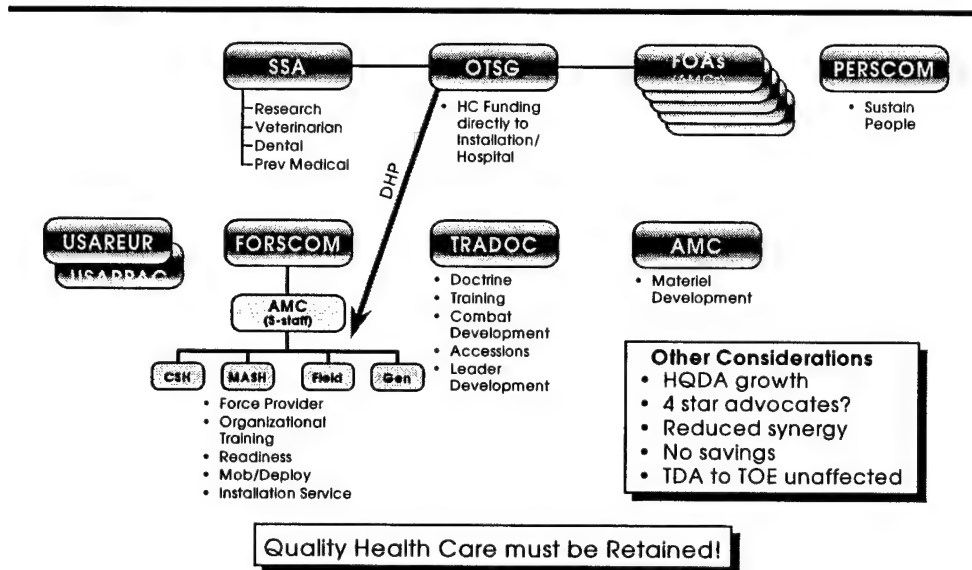 SSA
Research
Veterinarian
Dental
Prev Medical
OTSG
• HC Funding
directly to
Installation/
Hospital
FOAs
PERSCOM
• Sustain
People
DHP
USAREUR
FORSCOM
AMC
(S-staff)
CSH
MASH
Field
Gen
• Force Provider
• Organizational
Training
• Readiness
• Mob/Deploy
• Installation Service
TRADOC
• Doctrine
• Training
• Combat
Development
• Accessions
• Leader
Development
AMC
• Materiel
Development
Other Considerations
• HQDA growth
• 4 star advocates?
• Reduced synergy
• No savings
• TDA to TOE unaffected
Quality Health Care must be Retained!